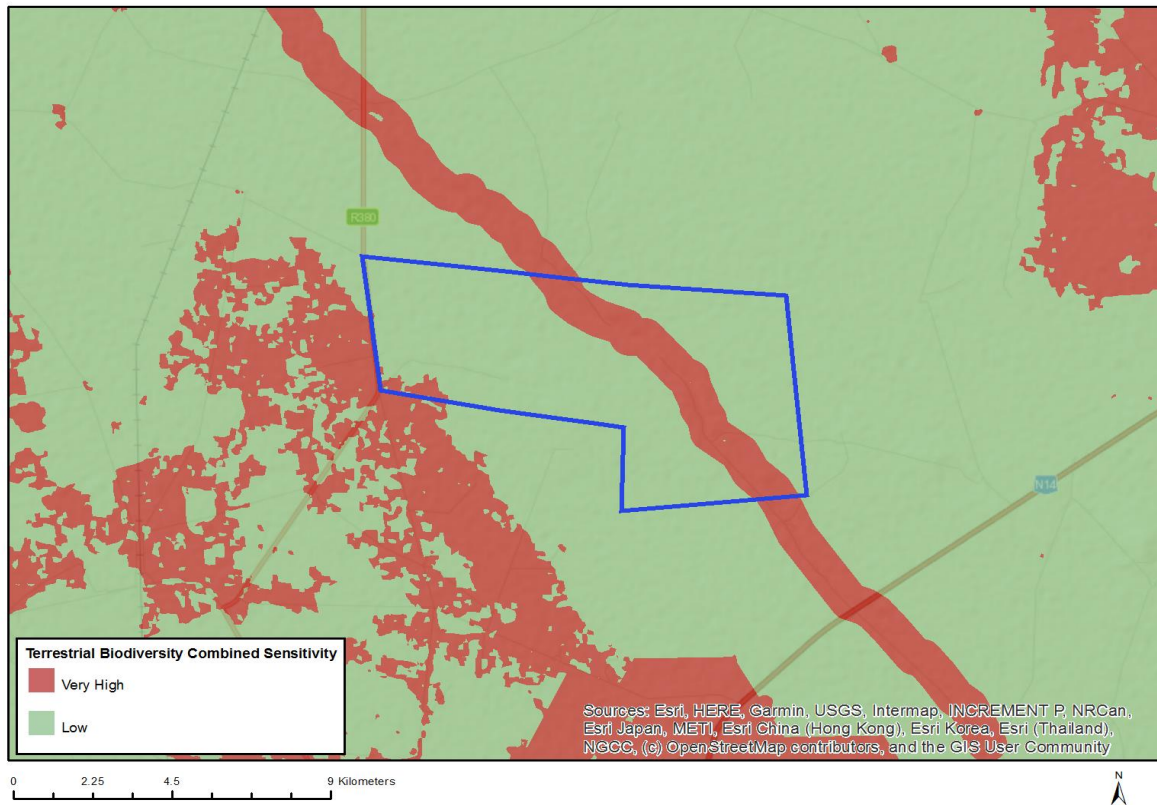 R380
N14
Terrestrial Biodiversity Combined Sensitivity
Very High
Low
Sources: Esri, HERE, Garmin, USGS, Intermap, INCREMENT P, NRCan,
Esri Japan, METI, Esri China (Hong Kong), Esri Korea, Esri (Thailand),
NGCC, (c) OpenStreetMap contributors, and the GIS User Community
0 2.25 4.5 9 Kilometers
N